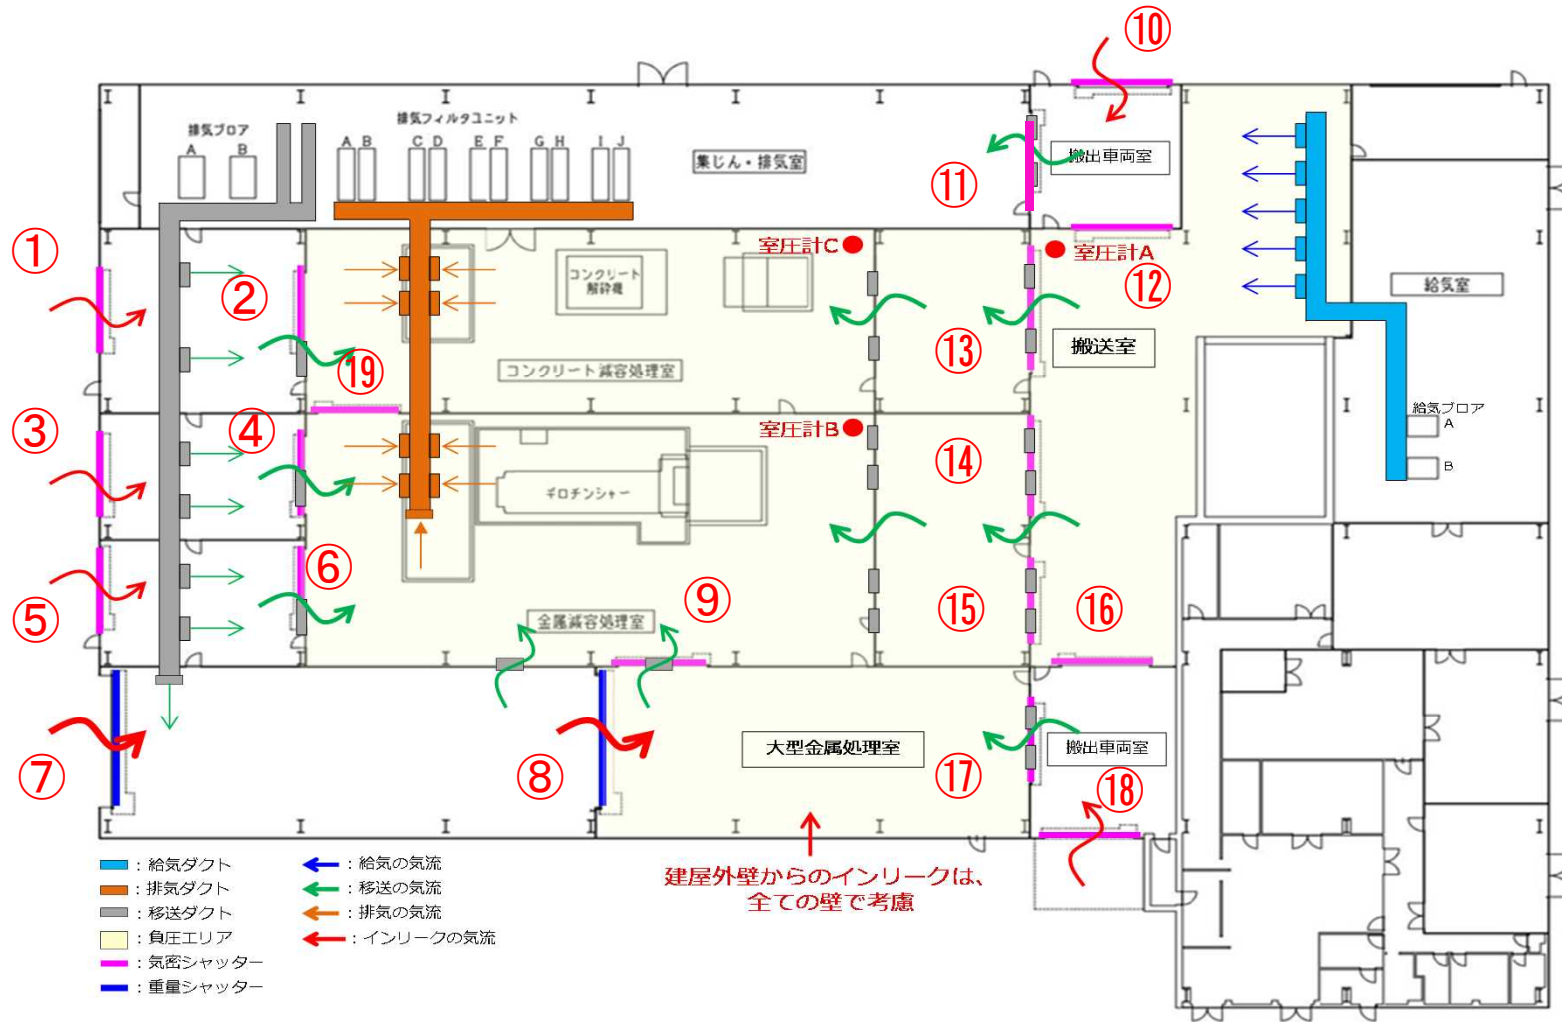 ⑩
排気ブロア
A B
排気フィルタユニット
A B C D E F G H I J
集じん・排気室
搬出車両室
⑪
①
室圧計C
室圧計A
②
コンクリート
解砕機
⑫
給気室
⑲
⑬
搬送室
コンクリート減容処理室
③
④
室圧計B
給気ブロア
A
B
⑭
ギロチンシャー
⑥
⑤
⑨
⑮
⑯
金属減容処理室
⑦
⑧
大型金属処理室
⑰
搬出車両室
⑱
建屋外壁からのインリークは、
全ての壁で考慮
:給気ダクト
:排気ダクト
:移送ダクト
:負圧エリア
:気密シャッター
:重量シャッター
:給気の気流
:移送の気流
:排気の気流
:インリークの気流